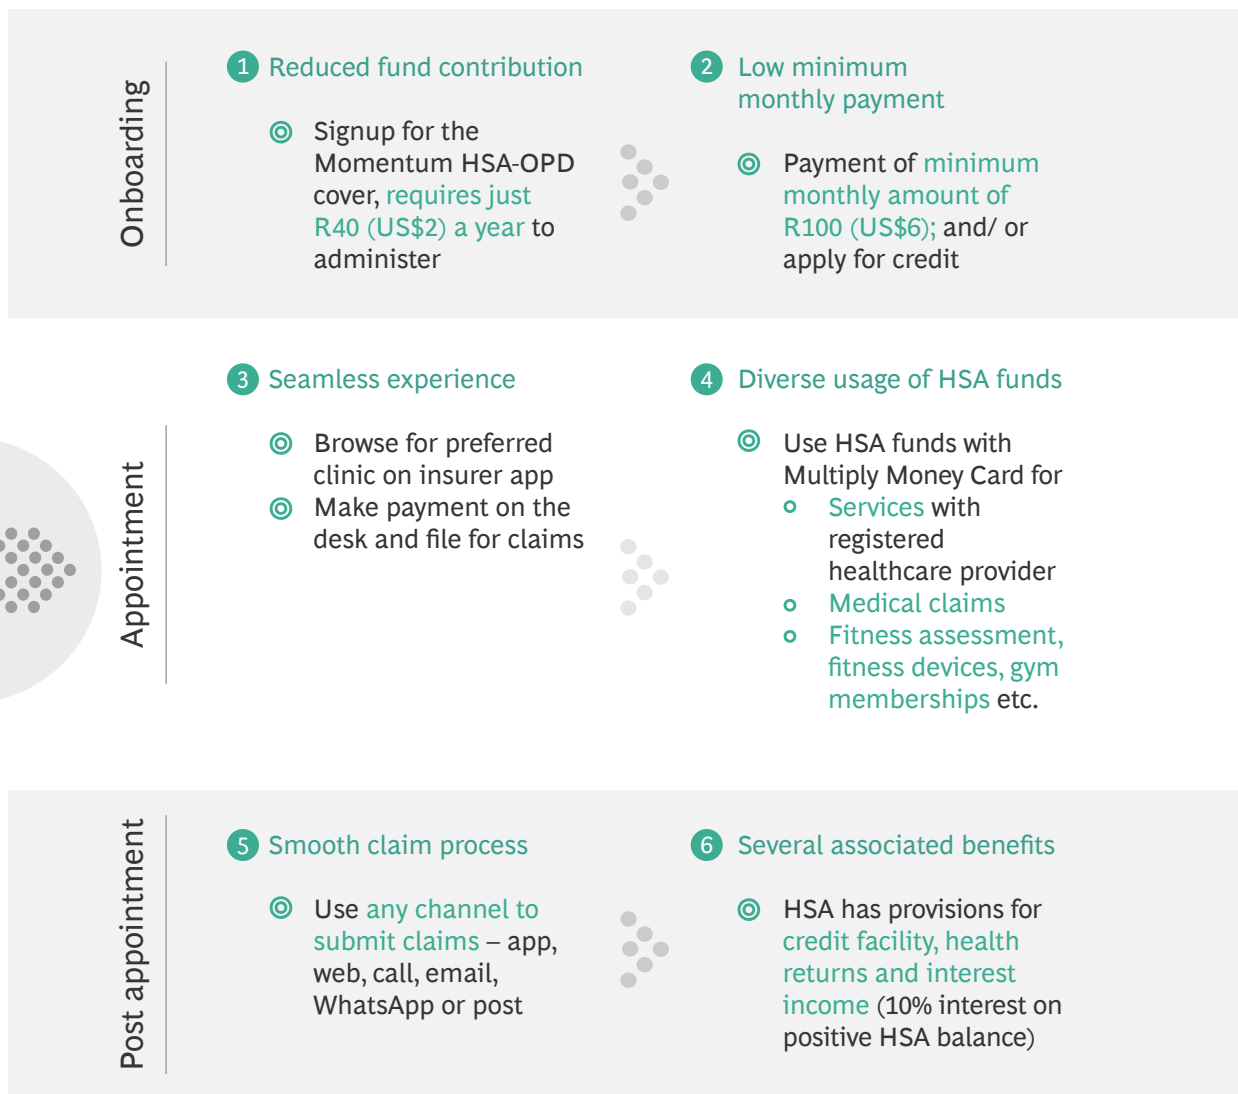 Onboarding
1 Reduced fund contribution
Signup for the
Momentum HSA-OPD
cover, requires just
R40 (US$2) a year to
administer
2 Low minimum
monthly payment
Payment of minimum
monthly amount of
R100 (US$6); and/ or
apply for credit
Appointment
3 Seamless experience
Browse for preferred
clinic on insurer app
Make payment on the
desk and file for claims
4 Diverse usage of HSA funds
Use HSA funds with
Multiply Money Card for
Services with
registered
healthcare provider
Medical claims
Fitness assessment,
fitness devices, gym
memberships etc.
Post appointment
5 Smooth claim process
Use any channel to
submit claims – app,
web, call, email,
WhatsApp or post
6 Several associated benefits
HSA has provisions for
credit facility, health
returns and interest
income (10% interest on
positive HSA balance)